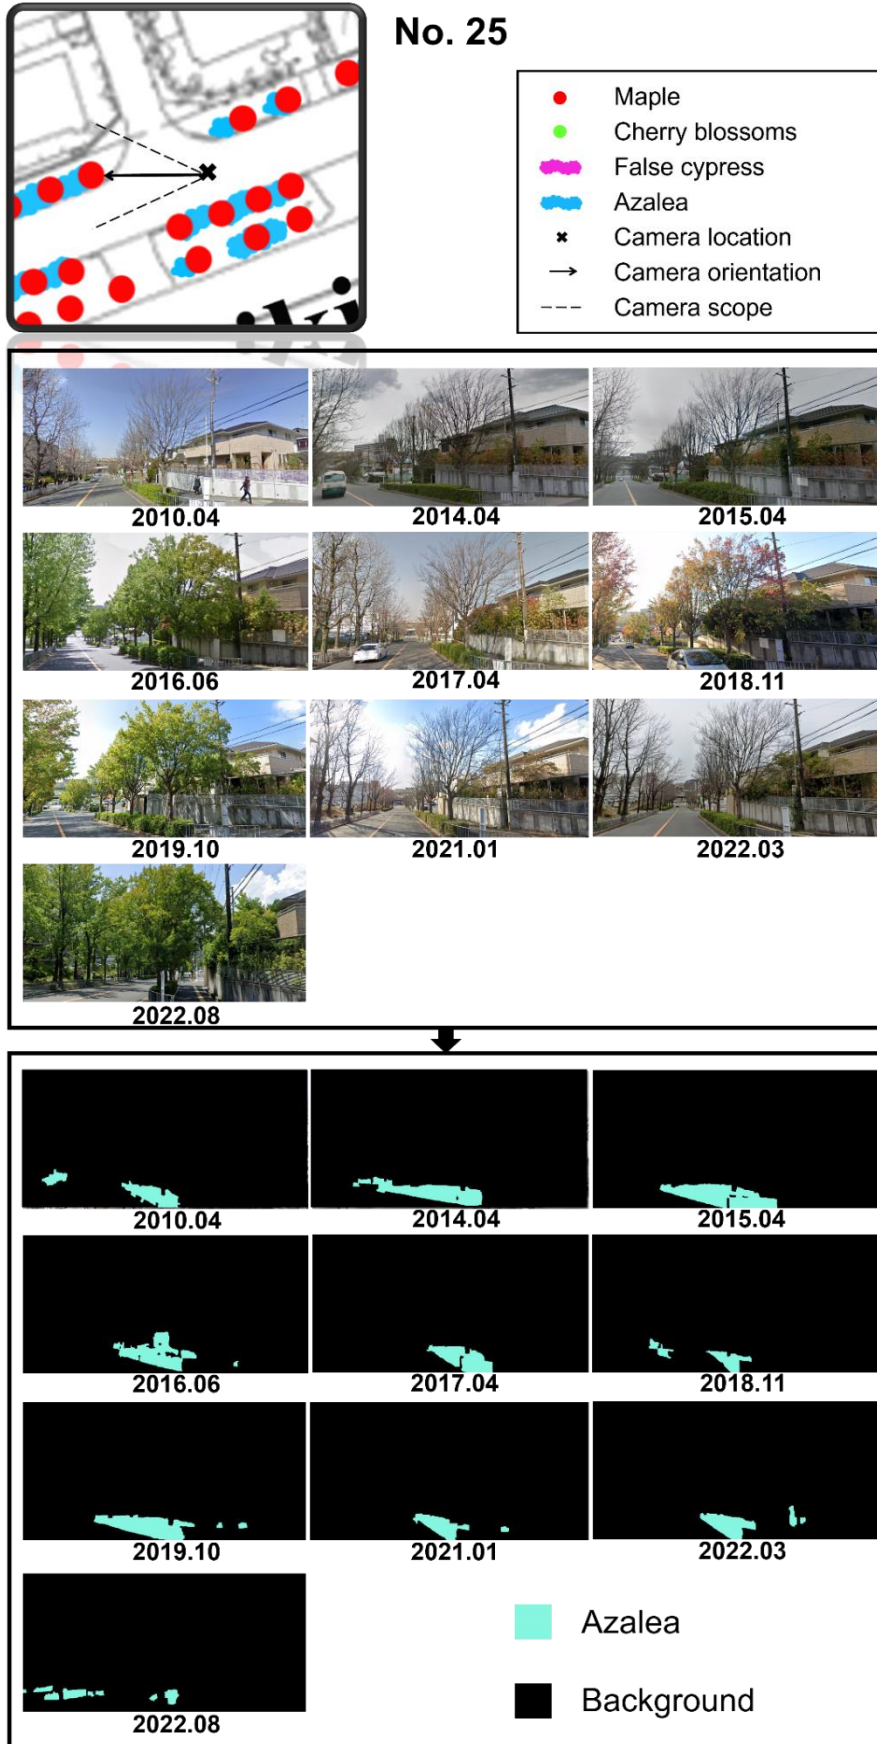 No. 25
Maple
Cherry blossoms
False cypress
Azalea
Camera location
Camera orientation
Camera scope
ki
2010.04
2014.04
2015.04
2016.06
2017.04
2018.11
2019.10
2021.01
2022.03
2022.08
2010.04
2014.04
2015.04
2016.06
2017.04
2018.11
2019.10
2021.01
2022.03
2022.08
Azalea
Background